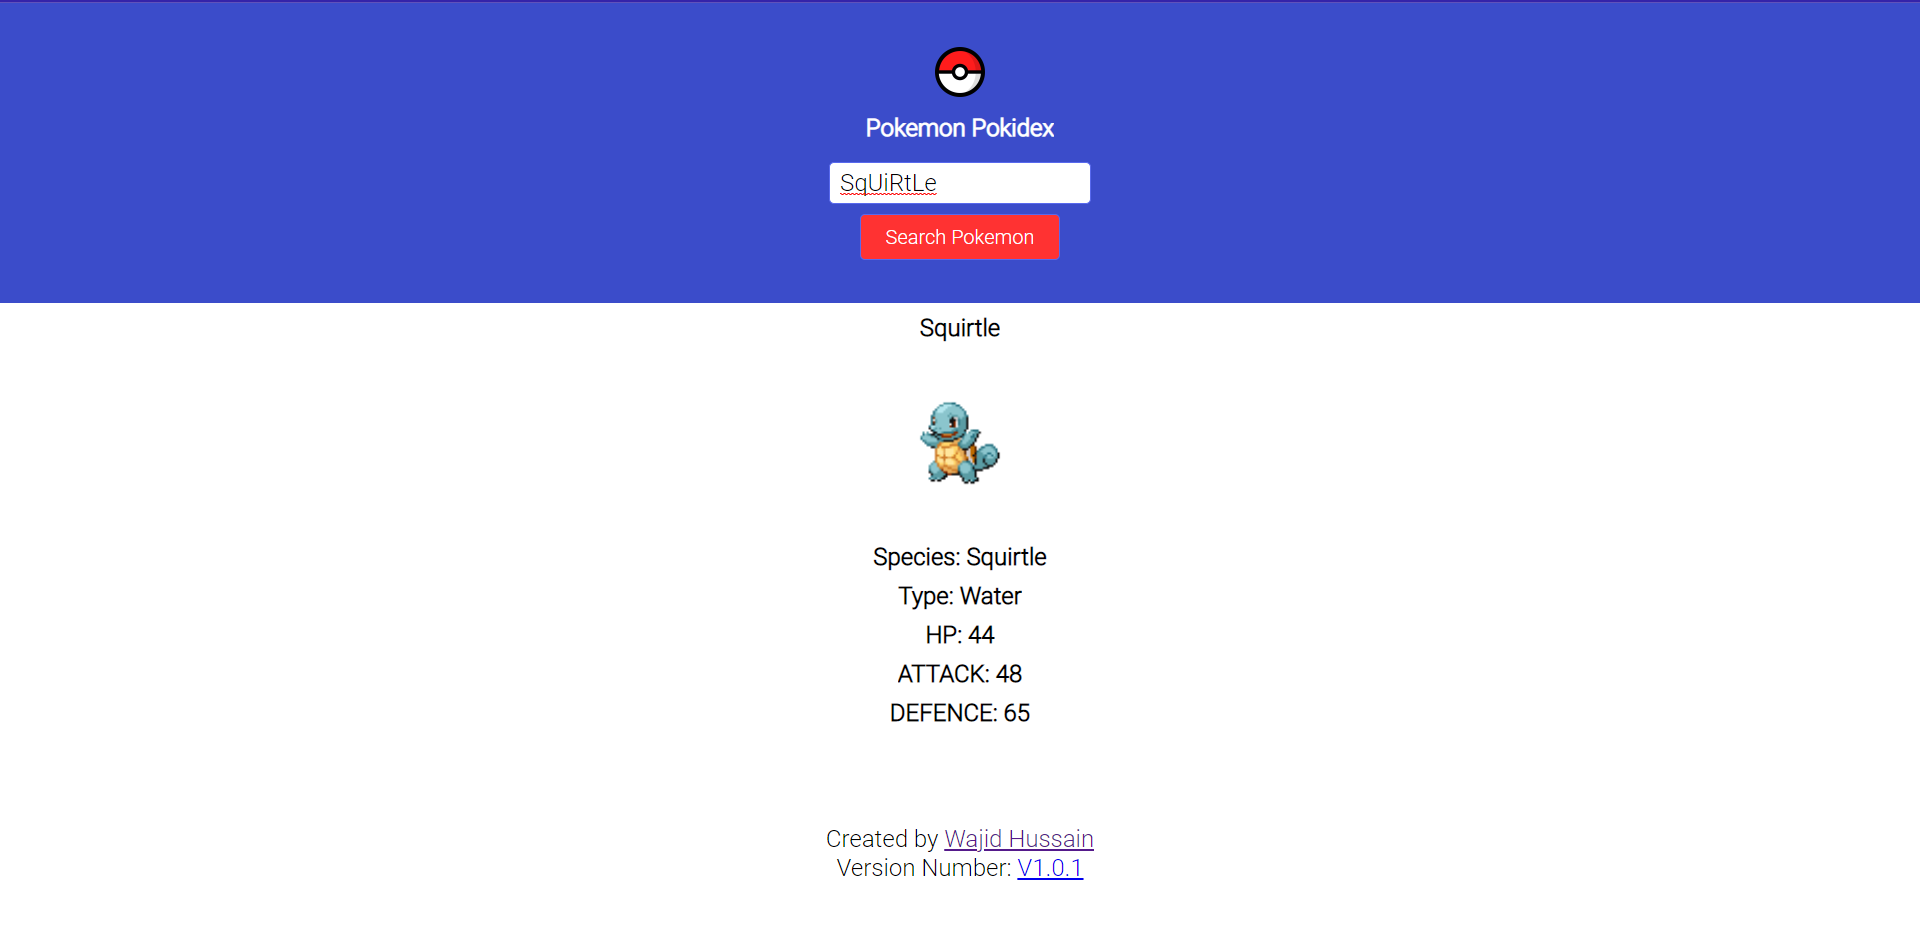 Pokemon Pokidex
SqUiRtLe
Search Pokemon
Squirtle
Species: Squirtle
Type: Water
HP: 44
ATTACK: 48
DEFENCE: 65
Created by Wajid Hussain
Version Number: V1.0.1